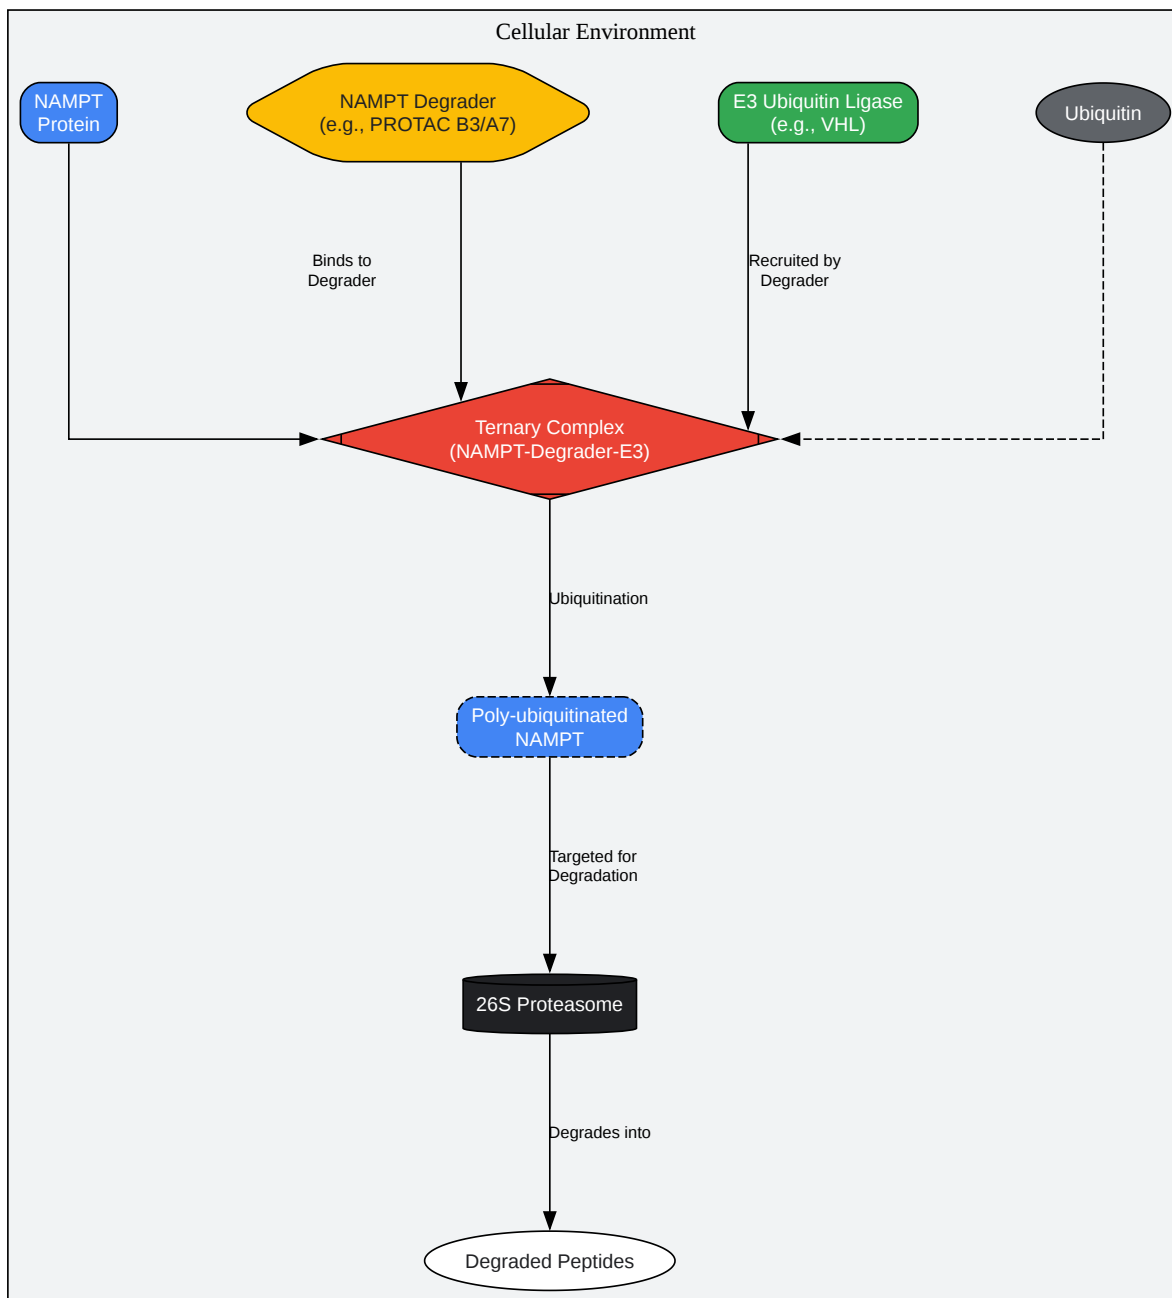 Cellular Environment
NAMPT
Protein
NAMPT Degrader
(e.g., PROTAC B3/A7)
E3 Ubiquitin Ligase
(e.g., VHL)
Ubiquitin
Binds to
Degrader
Recruited by
Degrader
Ternary Complex
(NAMPT-Degrader-E3)
Ubiquitination
Poly-ubiquitinated
NAMPT
Targeted for
Degradation
26S Proteasome
Degrades into
Degraded Peptides